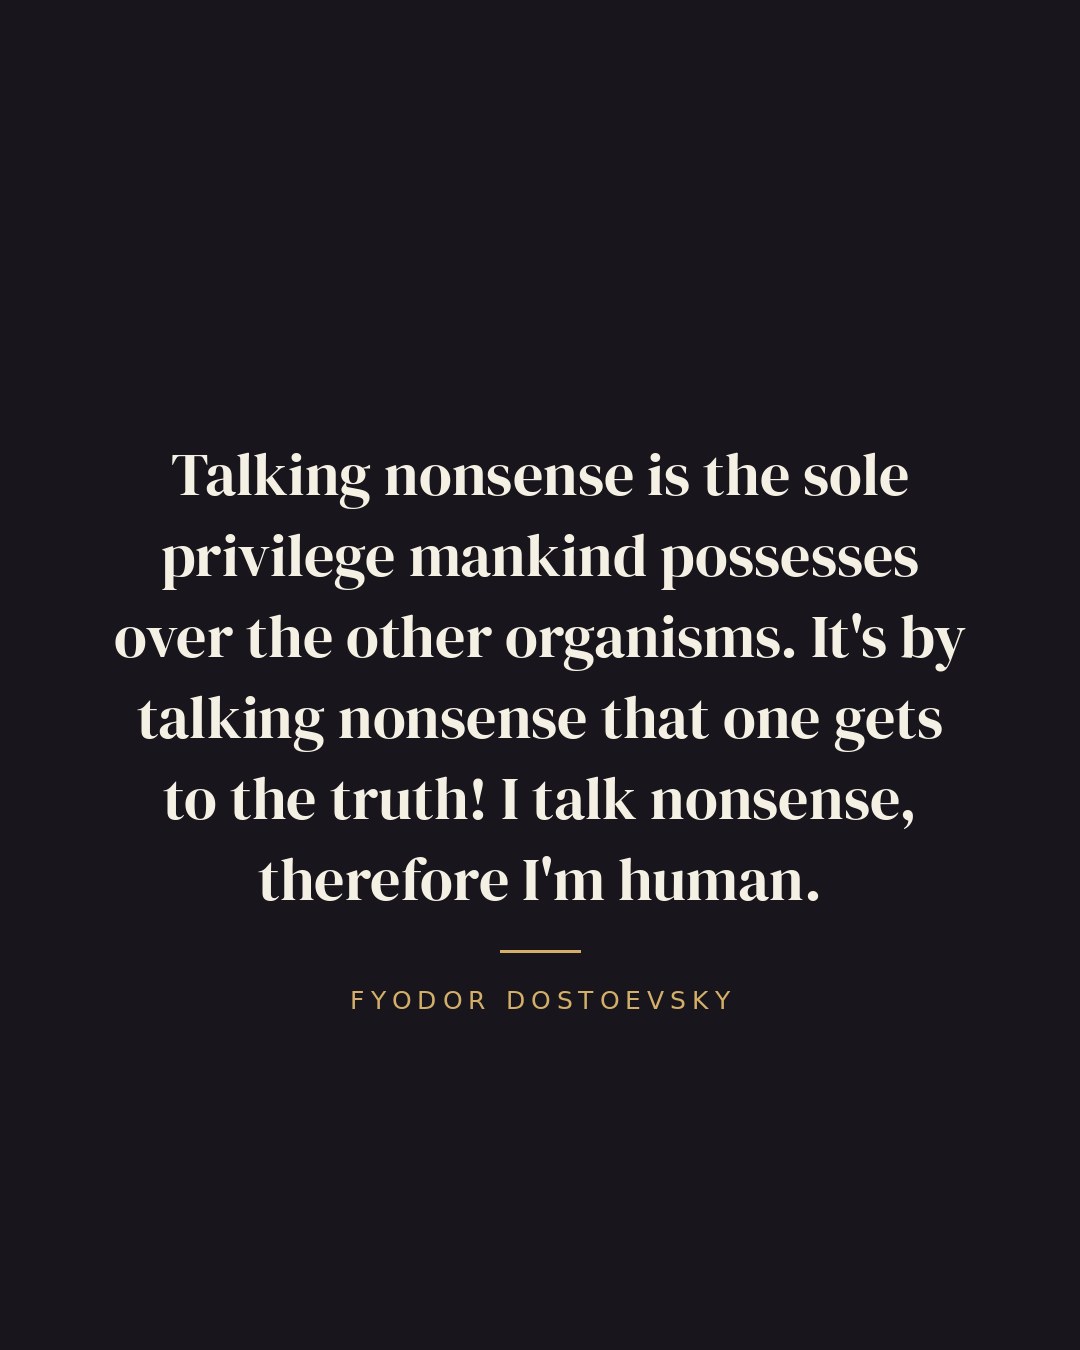 Talking nonsense is the sole
privilege mankind possesses
over the other organisms. It's by
talking nonsense that one gets
to the truth! I talk nonsense,
therefore I'm human.
FYODOR DOSTOEVSKY